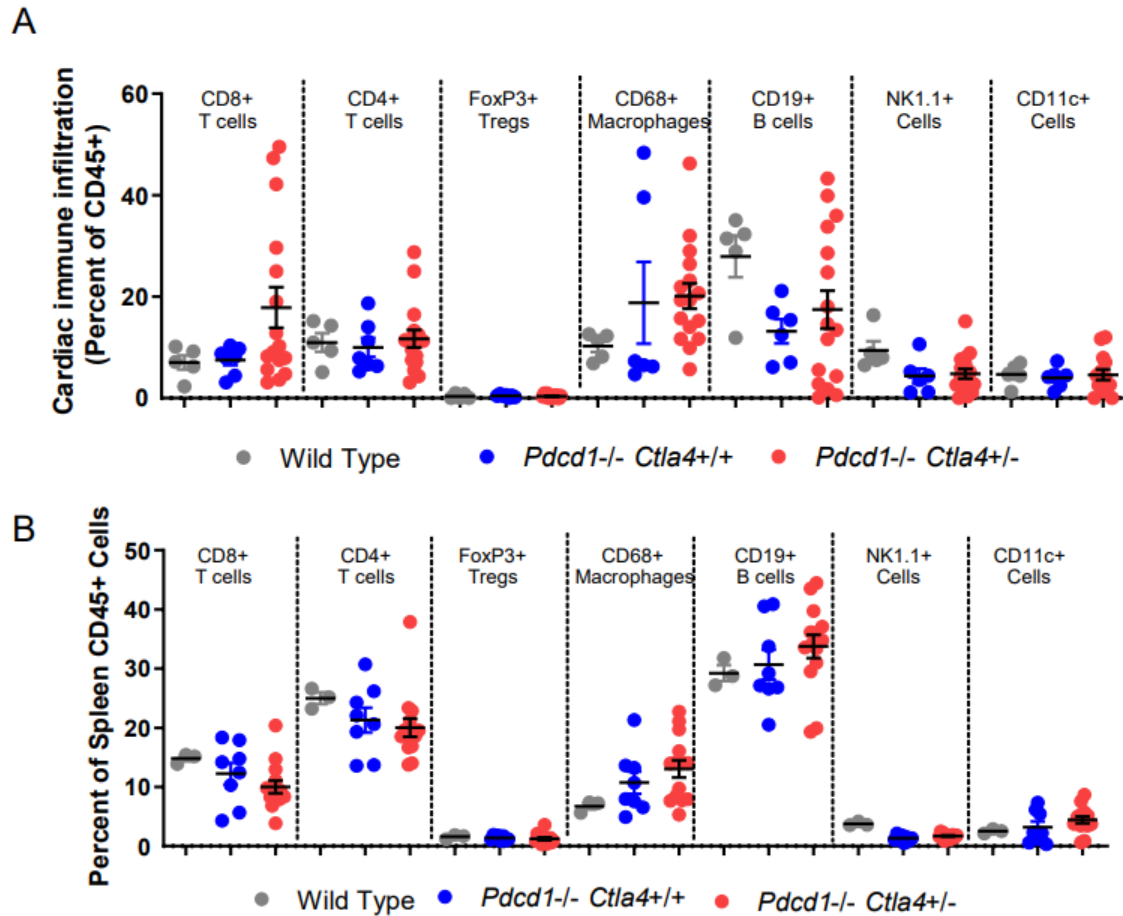 A
Cardiac immune infiltration
(Percent of CD45+)
60
40
20
0
CD8+
T cells
CD4+
T cells
FoxP3+
Tregs
CD68+
Macrophages
CD19+
B cells
NK1.1+
Cells
CD11c+
Cells
Wild Type
Pdcd1-/- Ctla4+/+
Pdcd1-/- Ctla4+/-
B
Percent of Spleen CD45+ Cells
50
40
30
20
10
0
CD8+
T cells
CD4+
T cells
FoxP3+
Tregs
CD68+
Macrophages
CD19+
B cells
NK1.1+
Cells
CD11c+
Cells
Wild Type
Pdcd1-/- Ctla4+/+
Pdcd1-/- Ctla4+/-